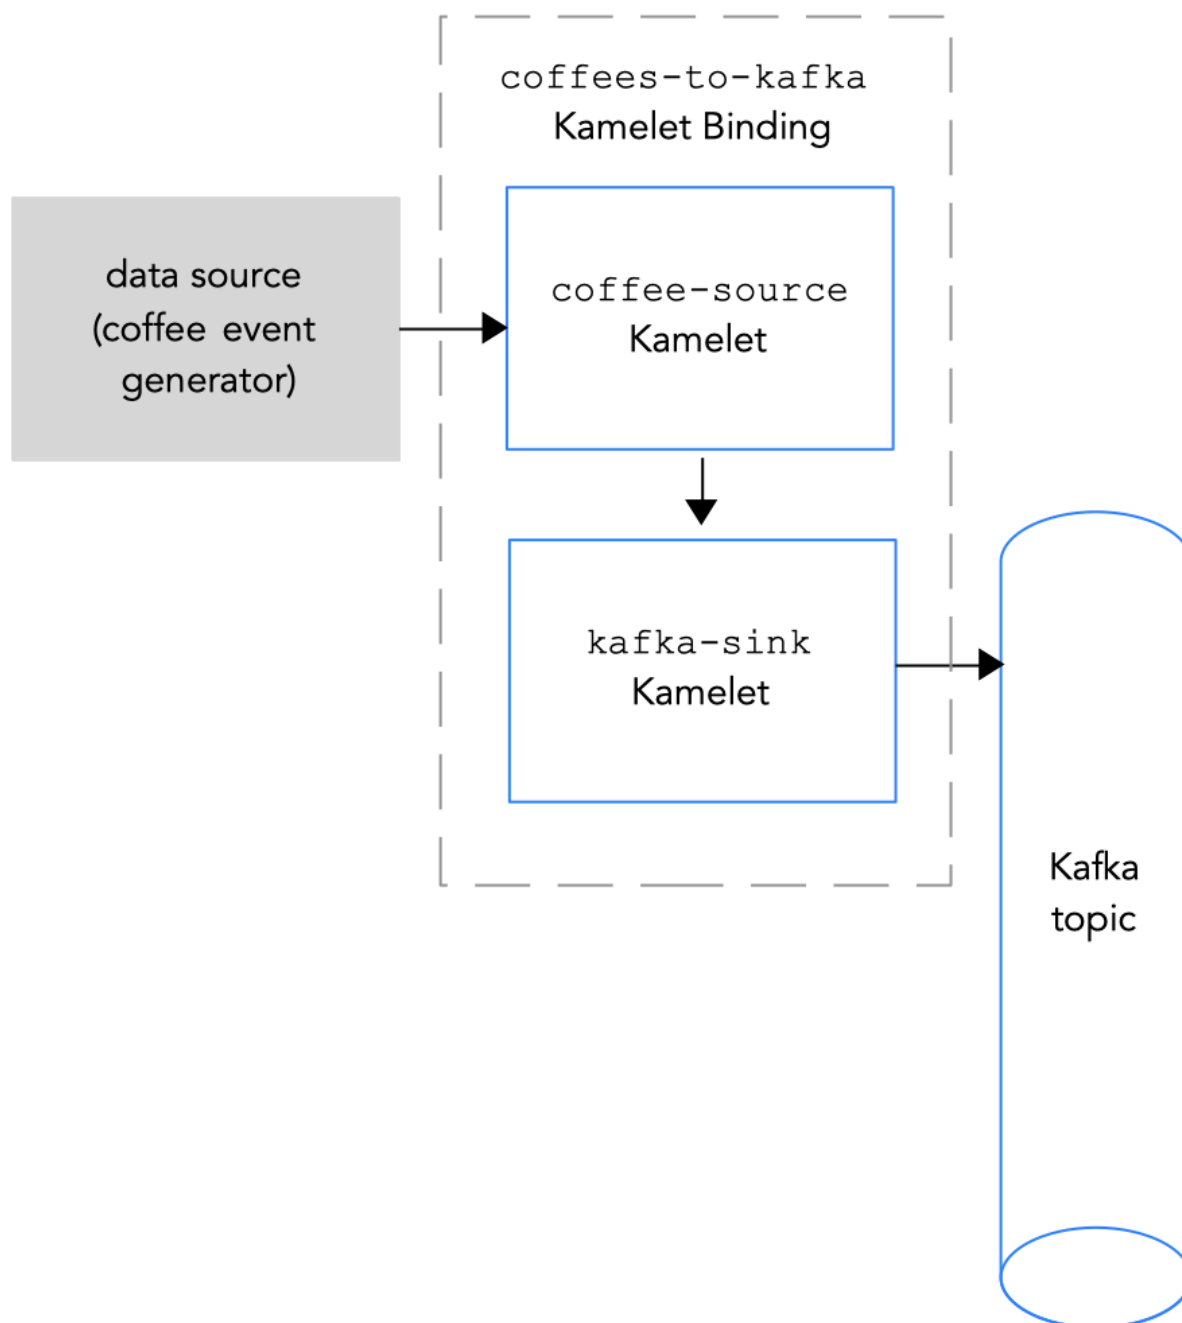 coffees-to-kafka
Kamelet Binding
data source
(coffee event
generator)
coffee-source
Kamelet
kafka-sink
Kamelet
Kafka
topic